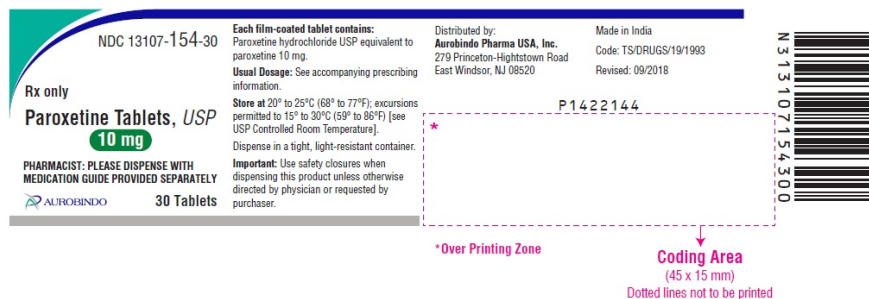 NDC 13107-154-30
Rx only
Paroxetine Tablets, USP
10 mg
PHARMACIST: PLEASE DISPENSE WITH
MEDICATION GUIDE PROVIDED SEPARATELY
AUROBINDO 30 Tablets
Each film-coated tablet contains:
Paroxetine hydrochloride USP equivalent to
paroxetine 10 mg.
Usual Dosage: See accompanying prescribing
information.
Store at 20° to 25°C (68° to 77°F); excursions
permitted to 15° to 30°C (59° to 86°F) [see
USP Controlled Room Temperature].
Dispense in a tight, light-resistant container.
Important: Use safety closures when
dispensing this product unless otherwise
directed by physician or requested by
purchaser.
Distributed by:
Aurobindo Pharma USA, Inc.
279 Princeton-Hightstown Road
East Windsor, NJ 08520
Made in India
Code: TS/DRUGS/19/1993
Revised: 09/2018
P1422144
*
*Over Printing Zone
Coding Area
(45 x 15 mm)
Dotted lines not to be printed
N313107154300